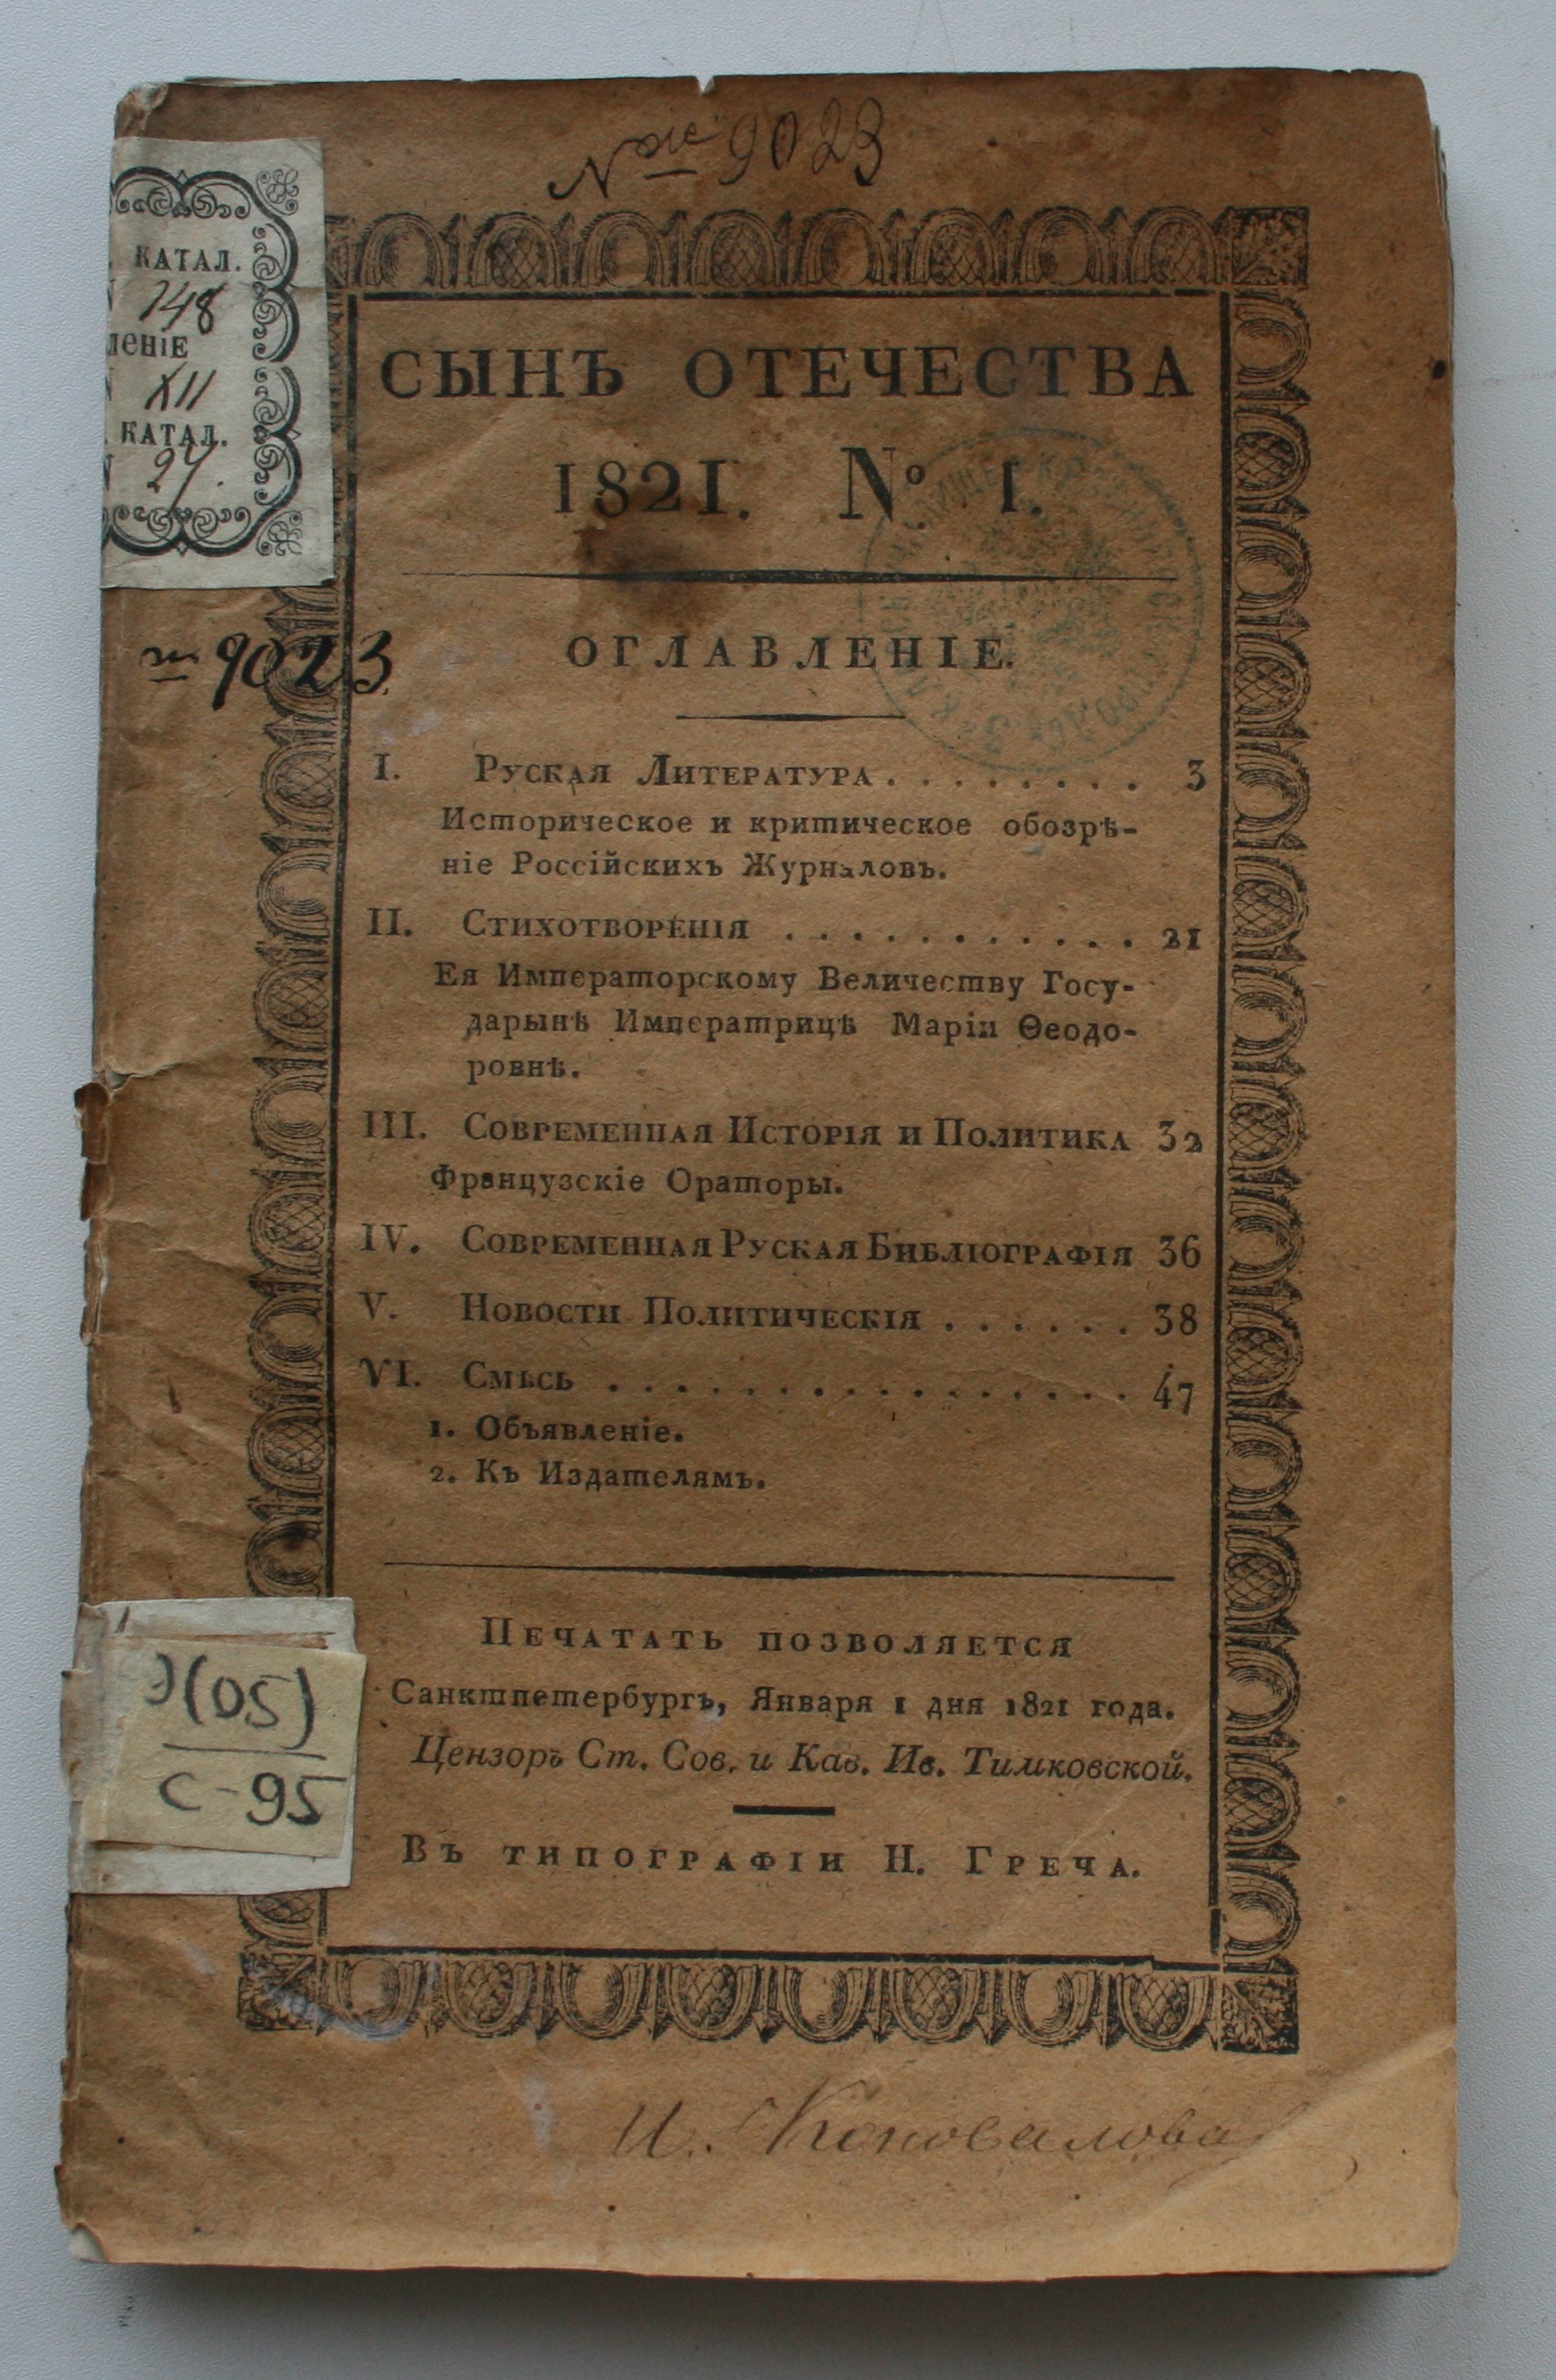 № 9023
КАТАЛ.
N 748
леніе
N XII
КАТАЛ.
N 27.
СЫНЪ ОТЕЧЕСТВА
1821. № 1.
9023
ОГЛАВЛЕНІЕ.
I. Руская Литература . . . . . . . . 3
Историческое и критическое обозрѣ-
ніе Россійскихъ Журналовъ.
II. Стихотворенія . . . . . . . . . . . 21
Ея Императорскому Величеству Госу-
дарынѣ Императрицѣ Маріи Ѳеодо-
ровнѣ.
III. Современная Исторія и Политика 32
Французскіе Ораторы.
IV. Современная Руская Библіографія 36
V. Новости Политическія . . . . . . 38
VI. Смѣсь . . . . . . . . . . . . . . . . 47
1. Объявленіе.
2. Къ Издателямъ.
Печатать позволяется
Санктпетербургъ, Января 1 дня 1821 года.
Цензоръ Ст. Сов. и Кав. Ив. Тимковской.
Въ типографіи Н. Греча.
Э(05)
С-95
И. Коновалова